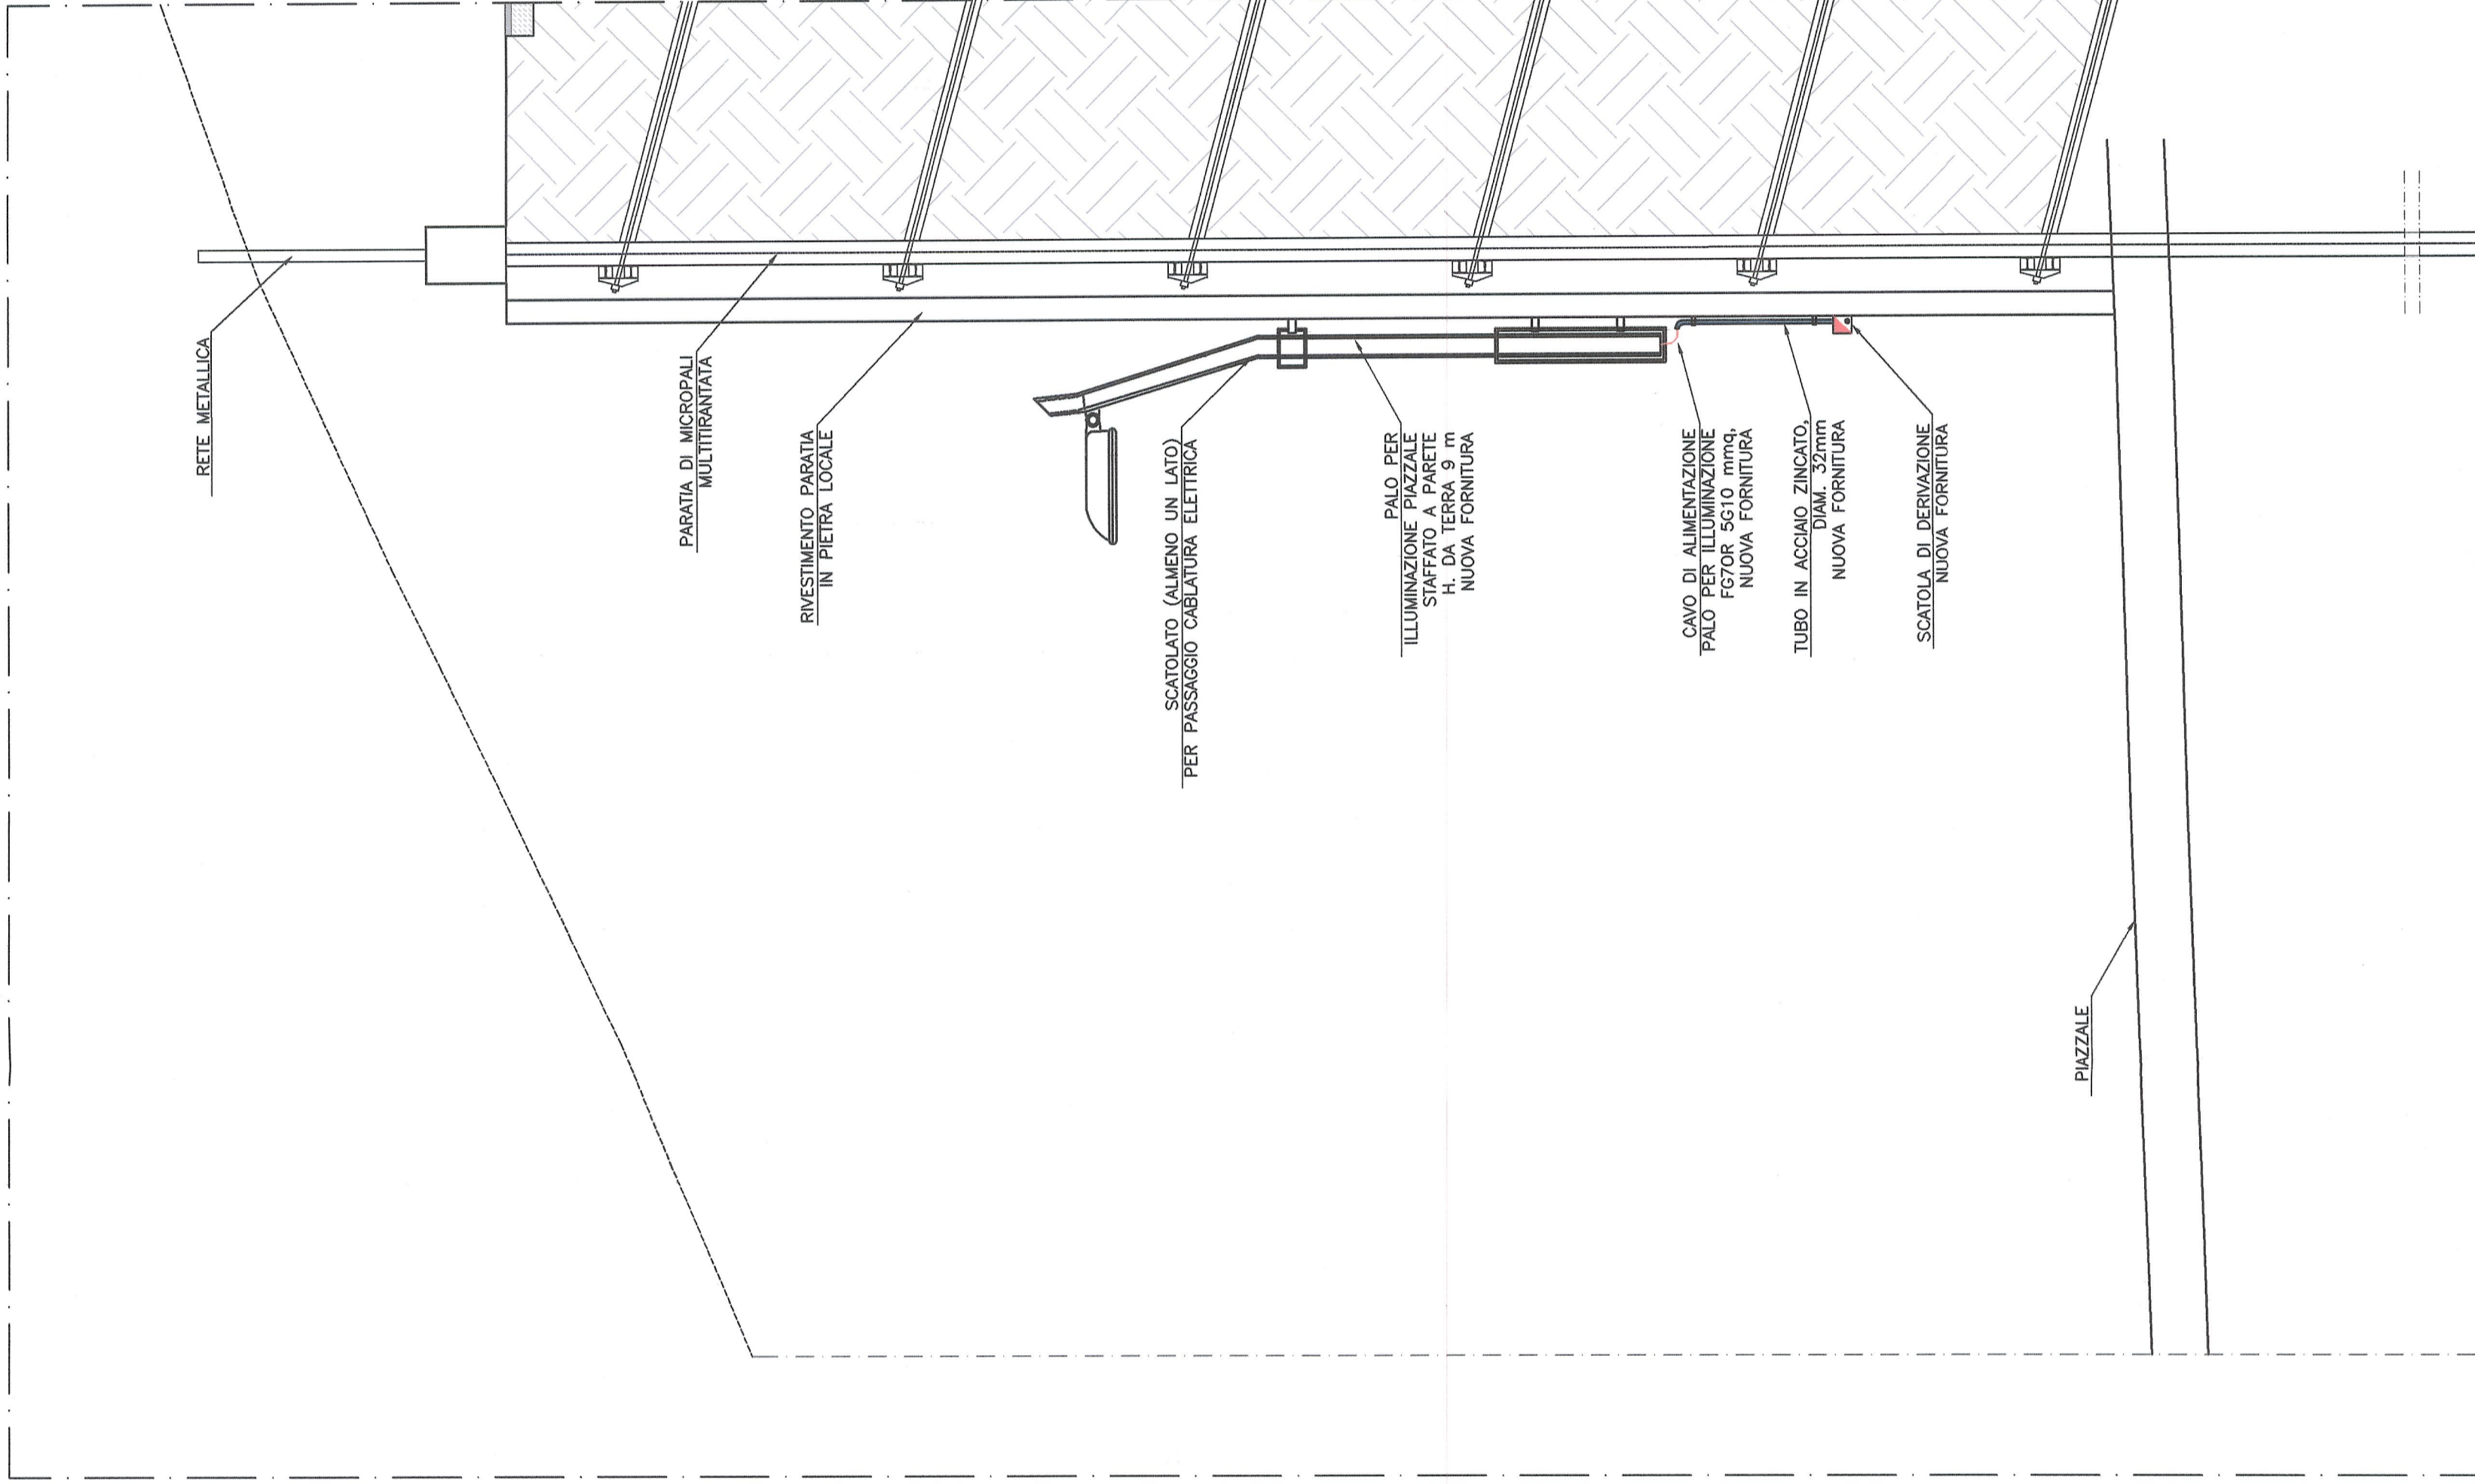 RETE METALLICA
PARATIA DI MICROPALI
MULTITIRANTATA
RIVESTIMENTO PARATIA
IN PIETRA LOCALE
SCATOLATO (ALMENO UN LATO)
PER PASSAGGIO CABLATURA ELETTRICA
PALO PER
ILLUMINAZIONE PIAZZALE
STAFFATO A PARETE
H. DA TERRA 9 m
NUOVA FORNITURA
CAVO DI ALIMENTAZIONE
PALO PER ILLUMINAZIONE
FG7OR 5G10 mmq,
NUOVA FORNITURA
TUBO IN ACCIAIO ZINCATO,
DIAM. 32mm
NUOVA FORNITURA
SCATOLA DI DERIVAZIONE
NUOVA FORNITURA
PIAZZALE